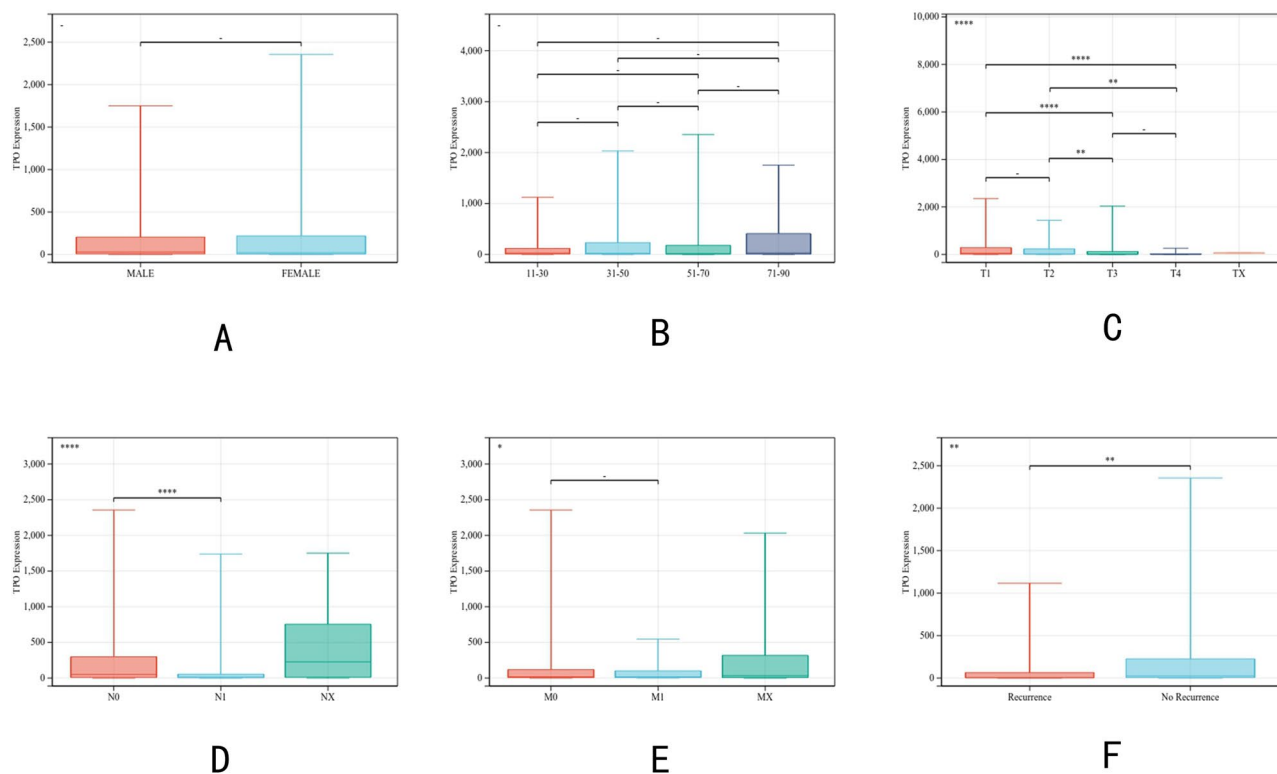 -
2,500
2,000
1,500
1,000
500
0
TPO Expression
-
MALE
FEMALE
A
-
4,000
3,000
2,000
1,000
0
TPO Expression
-
-
-
-
-
-
11-30
31-50
51-70
71-90
B
****
10,000
8,000
6,000
4,000
2,000
0
TPO Expression
****
**
****
-
**
-
T1
T2
T3
T4
TX
C
****
3,000
2,500
2,000
1,500
1,000
500
0
TPO Expression
****
N0
N1
NX
D
*
3,000
2,500
2,000
1,500
1,000
500
0
TPO Expression
-
M0
M1
MX
E
**
2,500
2,000
1,500
1,000
500
0
TPO Expression
**
Recurrence
No Recurrence
F